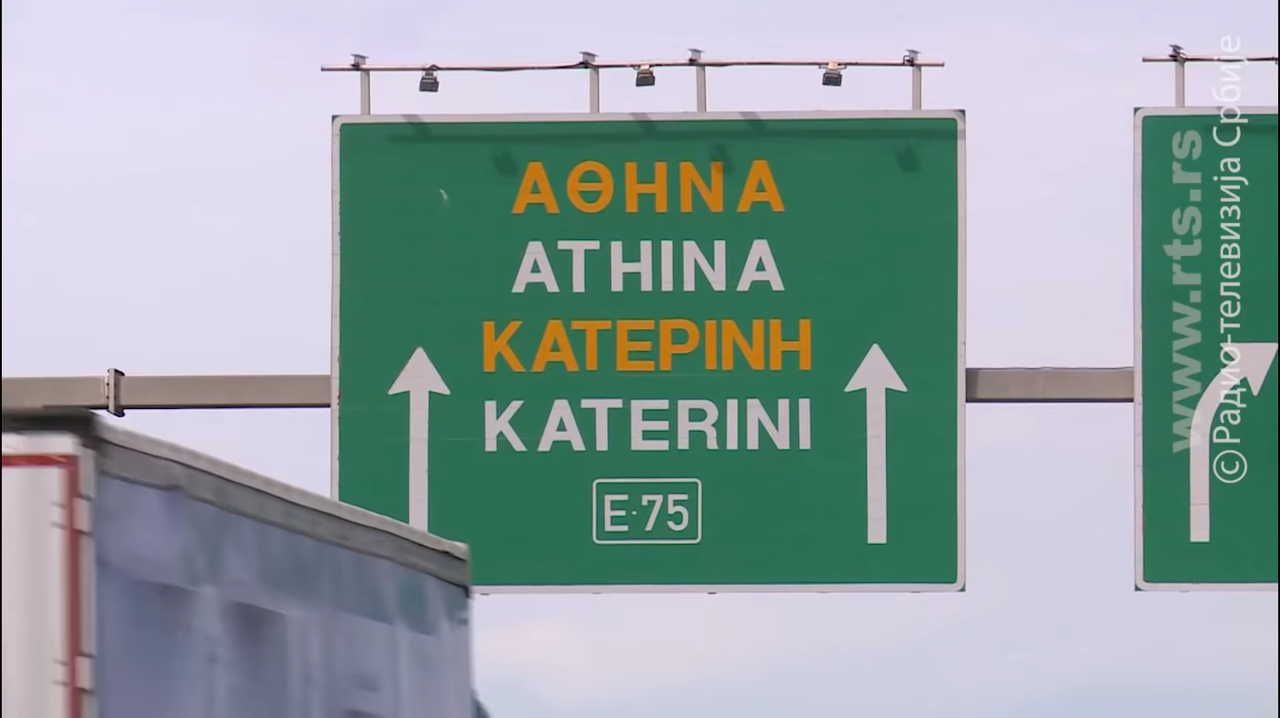 ΑΘΗΝΑ
ATHINA
ΚΑΤΕΡΙΝΗ
KATERINI
E·75
www.rts.rs
©Радио-телевизија Србије